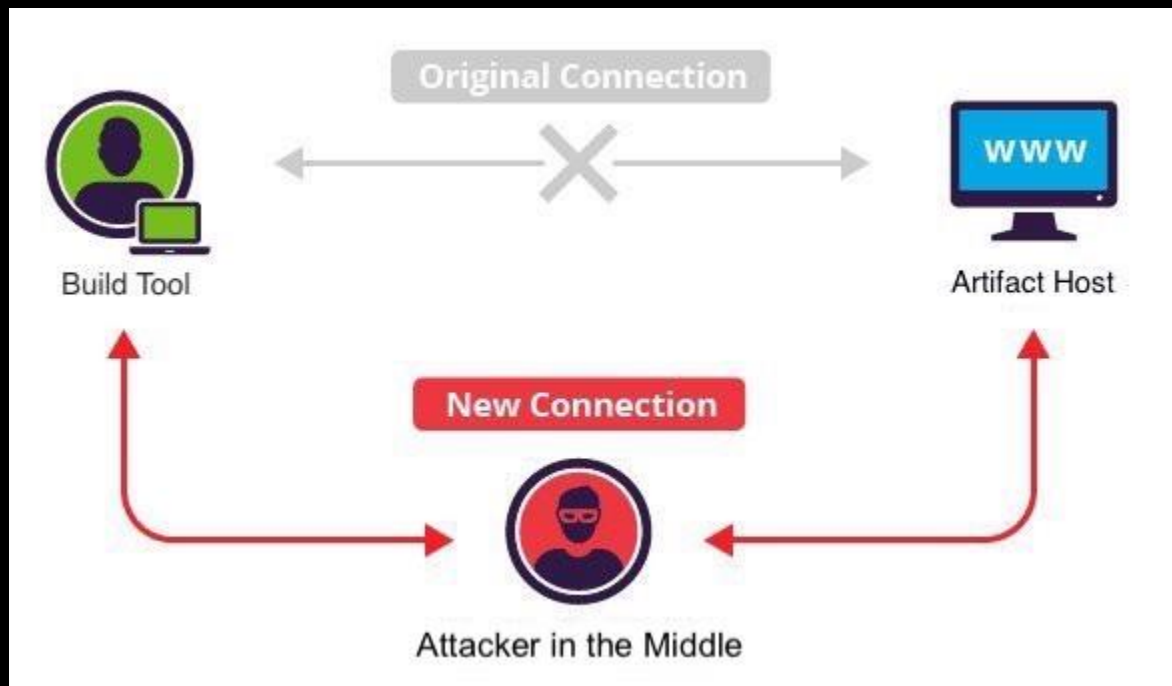 Original Connection
www
Build Tool
Artifact Host
New Connection
Attacker in the Middle